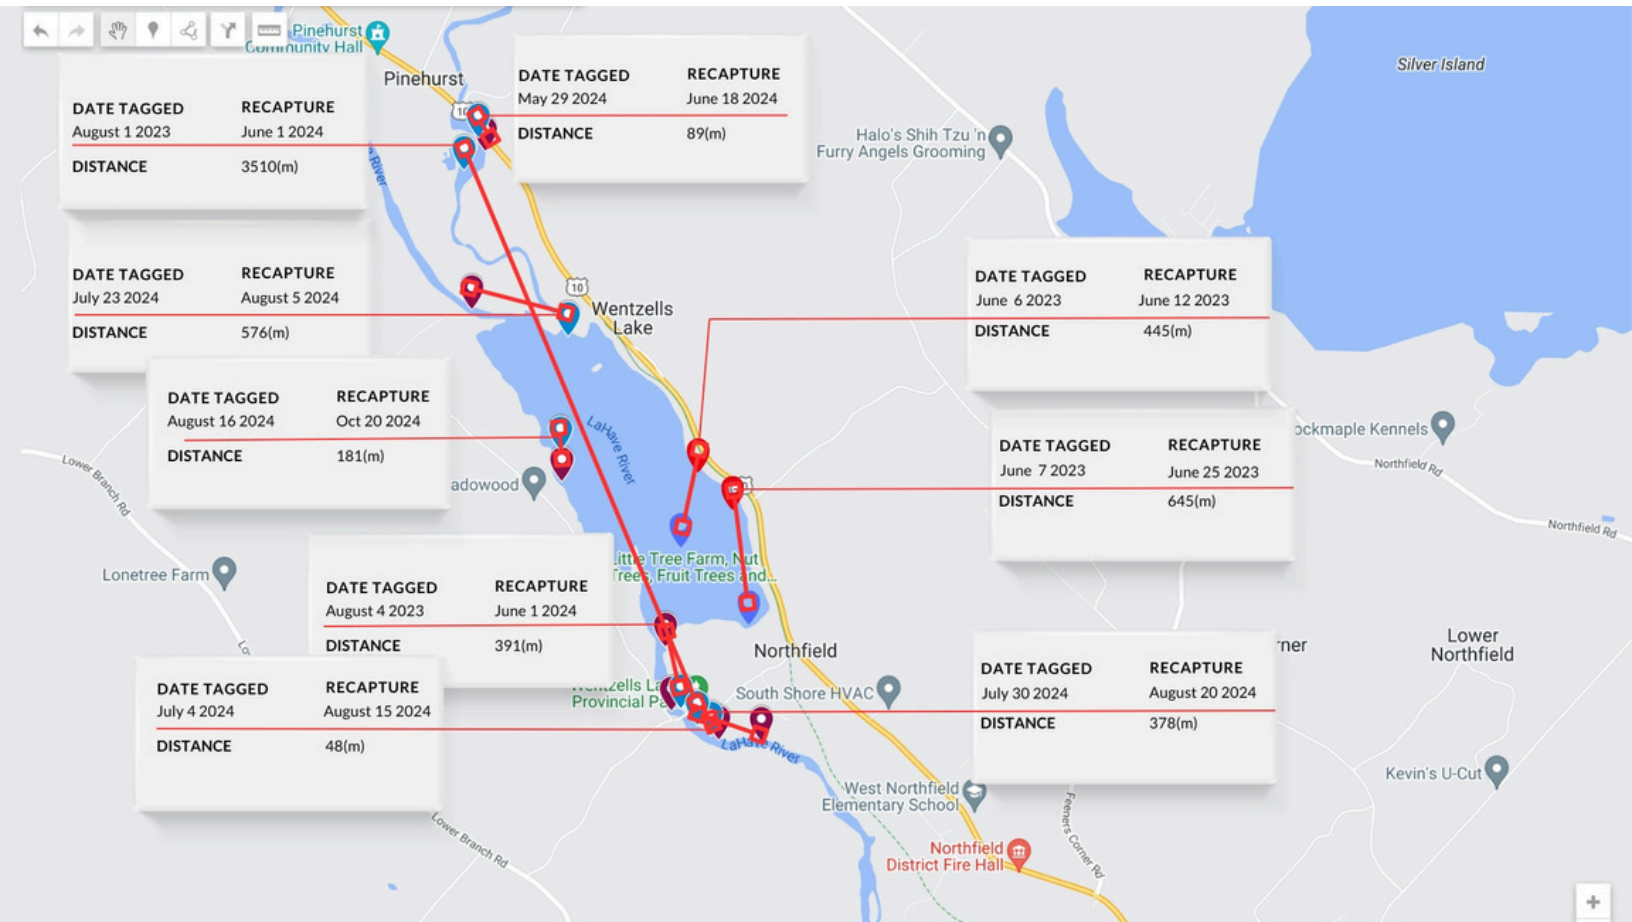 Pinehurst
Community Hall
Pinehurst
10
DATE TAGGED RECAPTURE
May 29 2024 June 18 2024
DISTANCE 89(m)
Silver Island
DATE TAGGED RECAPTURE
August 1 2023 June 1 2024
DISTANCE 3510(m)
River
Halo's Shih Tzu 'n
Furry Angels Grooming
DATE TAGGED RECAPTURE
July 23 2024 August 5 2024
DISTANCE 576(m)
10
Wentzells
Lake
DATE TAGGED RECAPTURE
June 6 2023 June 12 2023
DISTANCE 445(m)
DATE TAGGED RECAPTURE
August 16 2024 Oct 20 2024
DISTANCE 181(m)
LaHave River
adowood
DATE TAGGED RECAPTURE
June 7 2023 June 25 2023
DISTANCE 645(m)
ockmaple Kennels
Northfield Rd
Northfield Rd
Lower Branch Rd
Lonetree Farm
Little Tree Farm, Nut
Trees, Fruit Trees and...
DATE TAGGED RECAPTURE
August 4 2023 June 1 2024
DISTANCE 391(m)
Lo
Northfield
rner
Lower
Northfield
DATE TAGGED RECAPTURE
July 4 2024 August 15 2024
DISTANCE 48(m)
Wentzells La
Provincial Pa
South Shore HVAC
DATE TAGGED RECAPTURE
July 30 2024 August 20 2024
DISTANCE 378(m)
LaHave River
West Northfield
Elementary School
Kevin's U-Cut
Lower Branch Rd
Feeners Corner Rd
Northfield
District Fire Hall